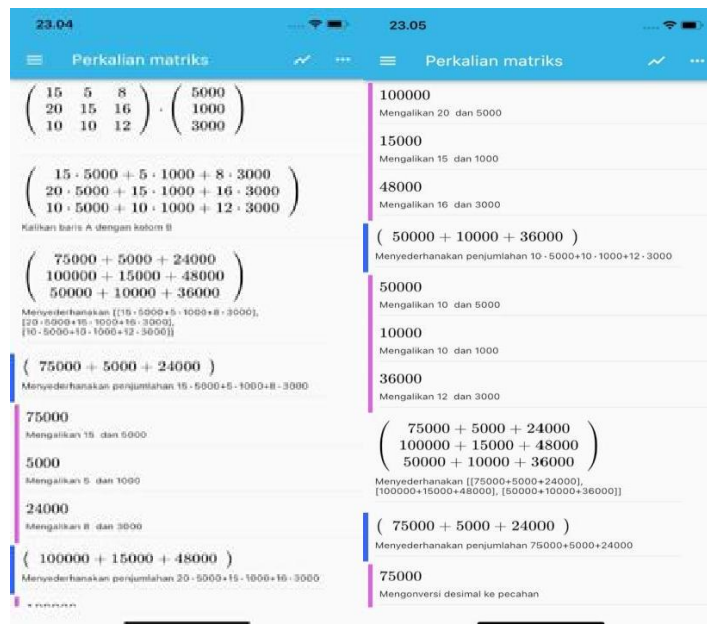 23.04
Perkalian matriks
( 15 5 8 ) ( 5000 )
( 20 15 16 ) · ( 1000 )
( 10 10 12 ) ( 3000 )
( 15 · 5000 + 5 · 1000 + 8 · 3000 )
( 20 · 5000 + 15 · 1000 + 16 · 3000 )
( 10 · 5000 + 10 · 1000 + 12 · 3000 )
Kalikan baris A dengan kolom B
( 75000 + 5000 + 24000 )
( 100000 + 15000 + 48000 )
( 50000 + 10000 + 36000 )
Menyederhanakan [[15·5000+5·1000+8·3000],
[20·5000+15·1000+16·3000],
[10·5000+10·1000+12·3000]]
( 75000 + 5000 + 24000 )
Menyederhanakan penjumlahan 15·5000+5·1000+8·3000
75000
Mengalikan 15 dan 5000
5000
Mengalikan 5 dan 1000
24000
Mengalikan 8 dan 3000
( 100000 + 15000 + 48000 )
Menyederhanakan penjumlahan 20·5000+15·1000+16·3000
23.05
Perkalian matriks
100000
Mengalikan 20 dan 5000
15000
Mengalikan 15 dan 1000
48000
Mengalikan 16 dan 3000
( 50000 + 10000 + 36000 )
Menyederhanakan penjumlahan 10·5000+10·1000+12·3000
50000
Mengalikan 10 dan 5000
10000
Mengalikan 10 dan 1000
36000
Mengalikan 12 dan 3000
( 75000 + 5000 + 24000 )
( 100000 + 15000 + 48000 )
( 50000 + 10000 + 36000 )
Menyederhanakan [[75000+5000+24000],
[100000+15000+48000], [50000+10000+36000]]
( 75000 + 5000 + 24000 )
Menyederhanakan penjumlahan 75000+5000+24000
75000
Mengonversi desimal ke pecahan